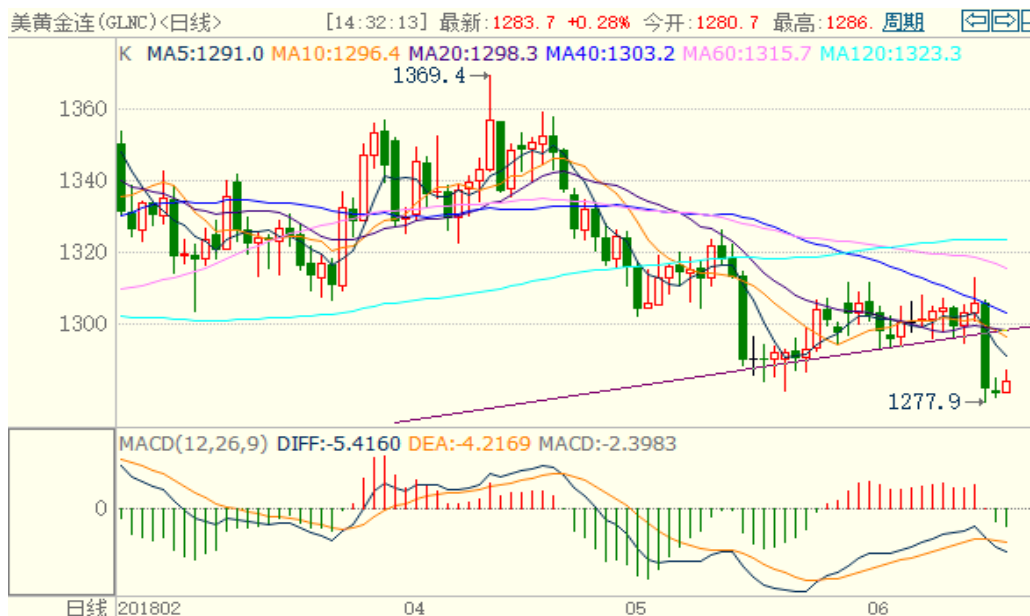 美黄金连(GLNC)<日线> [14:32:13] 最新:1283.7 +0.28% 今开:1280.7 最高:1286. 周期
K MA5:1291.0 MA10:1296.4 MA20:1298.3 MA40:1303.2 MA60:1315.7 MA120:1323.3
1369.4
1360
1340
1320
1300
1277.9
MACD(12,26,9) DIFF:-5.4160 DEA:-4.2169 MACD:-2.3983
0
日线 201802 04 05 06